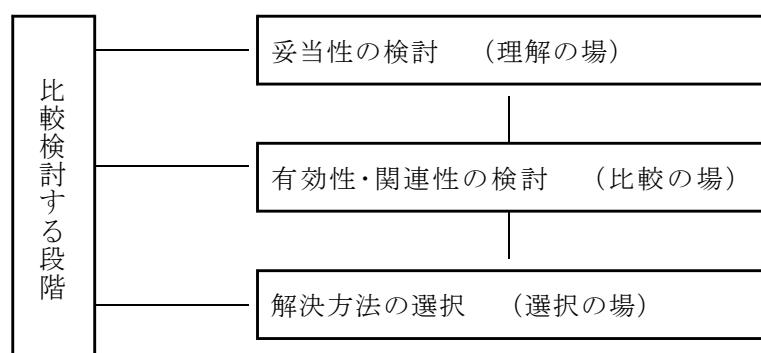 比較検討する段階
妥当性の検討　（理解の場）
有効性･関連性の検討　（比較の場）
解決方法の選択　（選択の場）